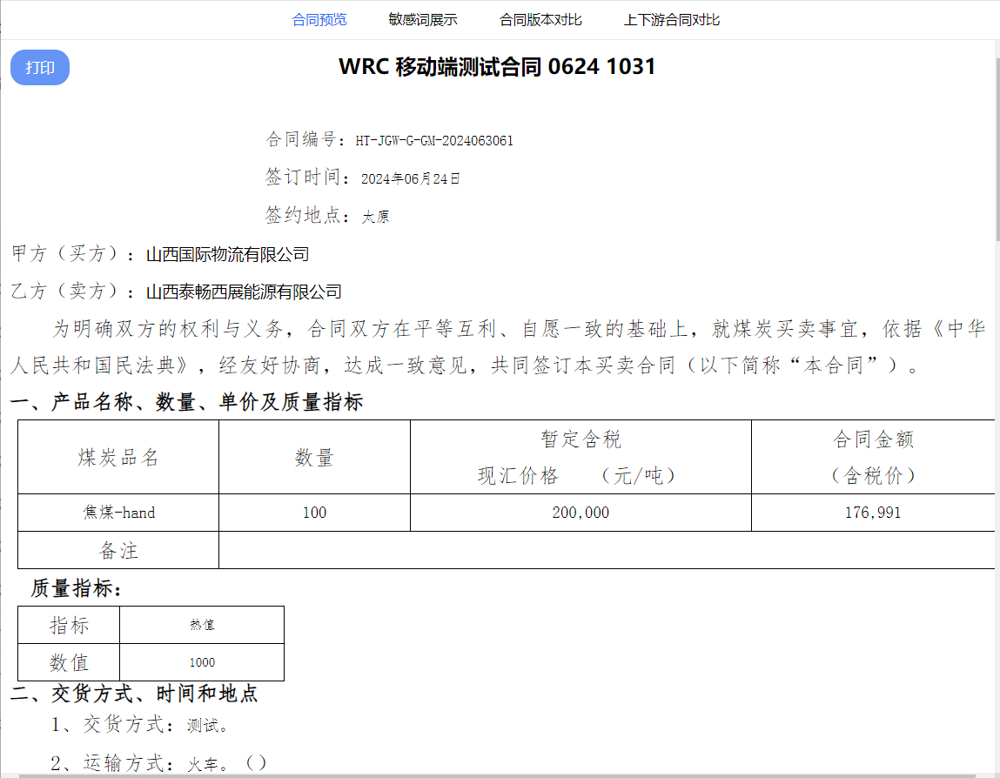 合同预览 敏感词展示 合同版本对比 上下游合同对比
打印
WRC 移动端测试合同 0624 1031
合同编号：HT-JGW-G-GM-2024063061
签订时间：2024年06月24日
签约地点：太原
甲方（买方）：山西国际物流有限公司
乙方（卖方）：山西泰畅西展能源有限公司
为明确双方的权利与义务，合同双方在平等互利、自愿一致的基础上，就煤炭买卖事宜，依据《中华
人民共和国民法典》，经友好协商，达成一致意见，共同签订本买卖合同（以下简称“本合同”）。
一、产品名称、数量、单价及质量指标
煤炭品名 数量 暂定含税 现汇价格 （元/吨） 合同金额 （含税价）
焦煤-hand 100 200,000 176,991
备注
质量指标：
指标 热值
数值 1000
二、交货方式、时间和地点
1、交货方式：测试。
2、运输方式：火车。（）